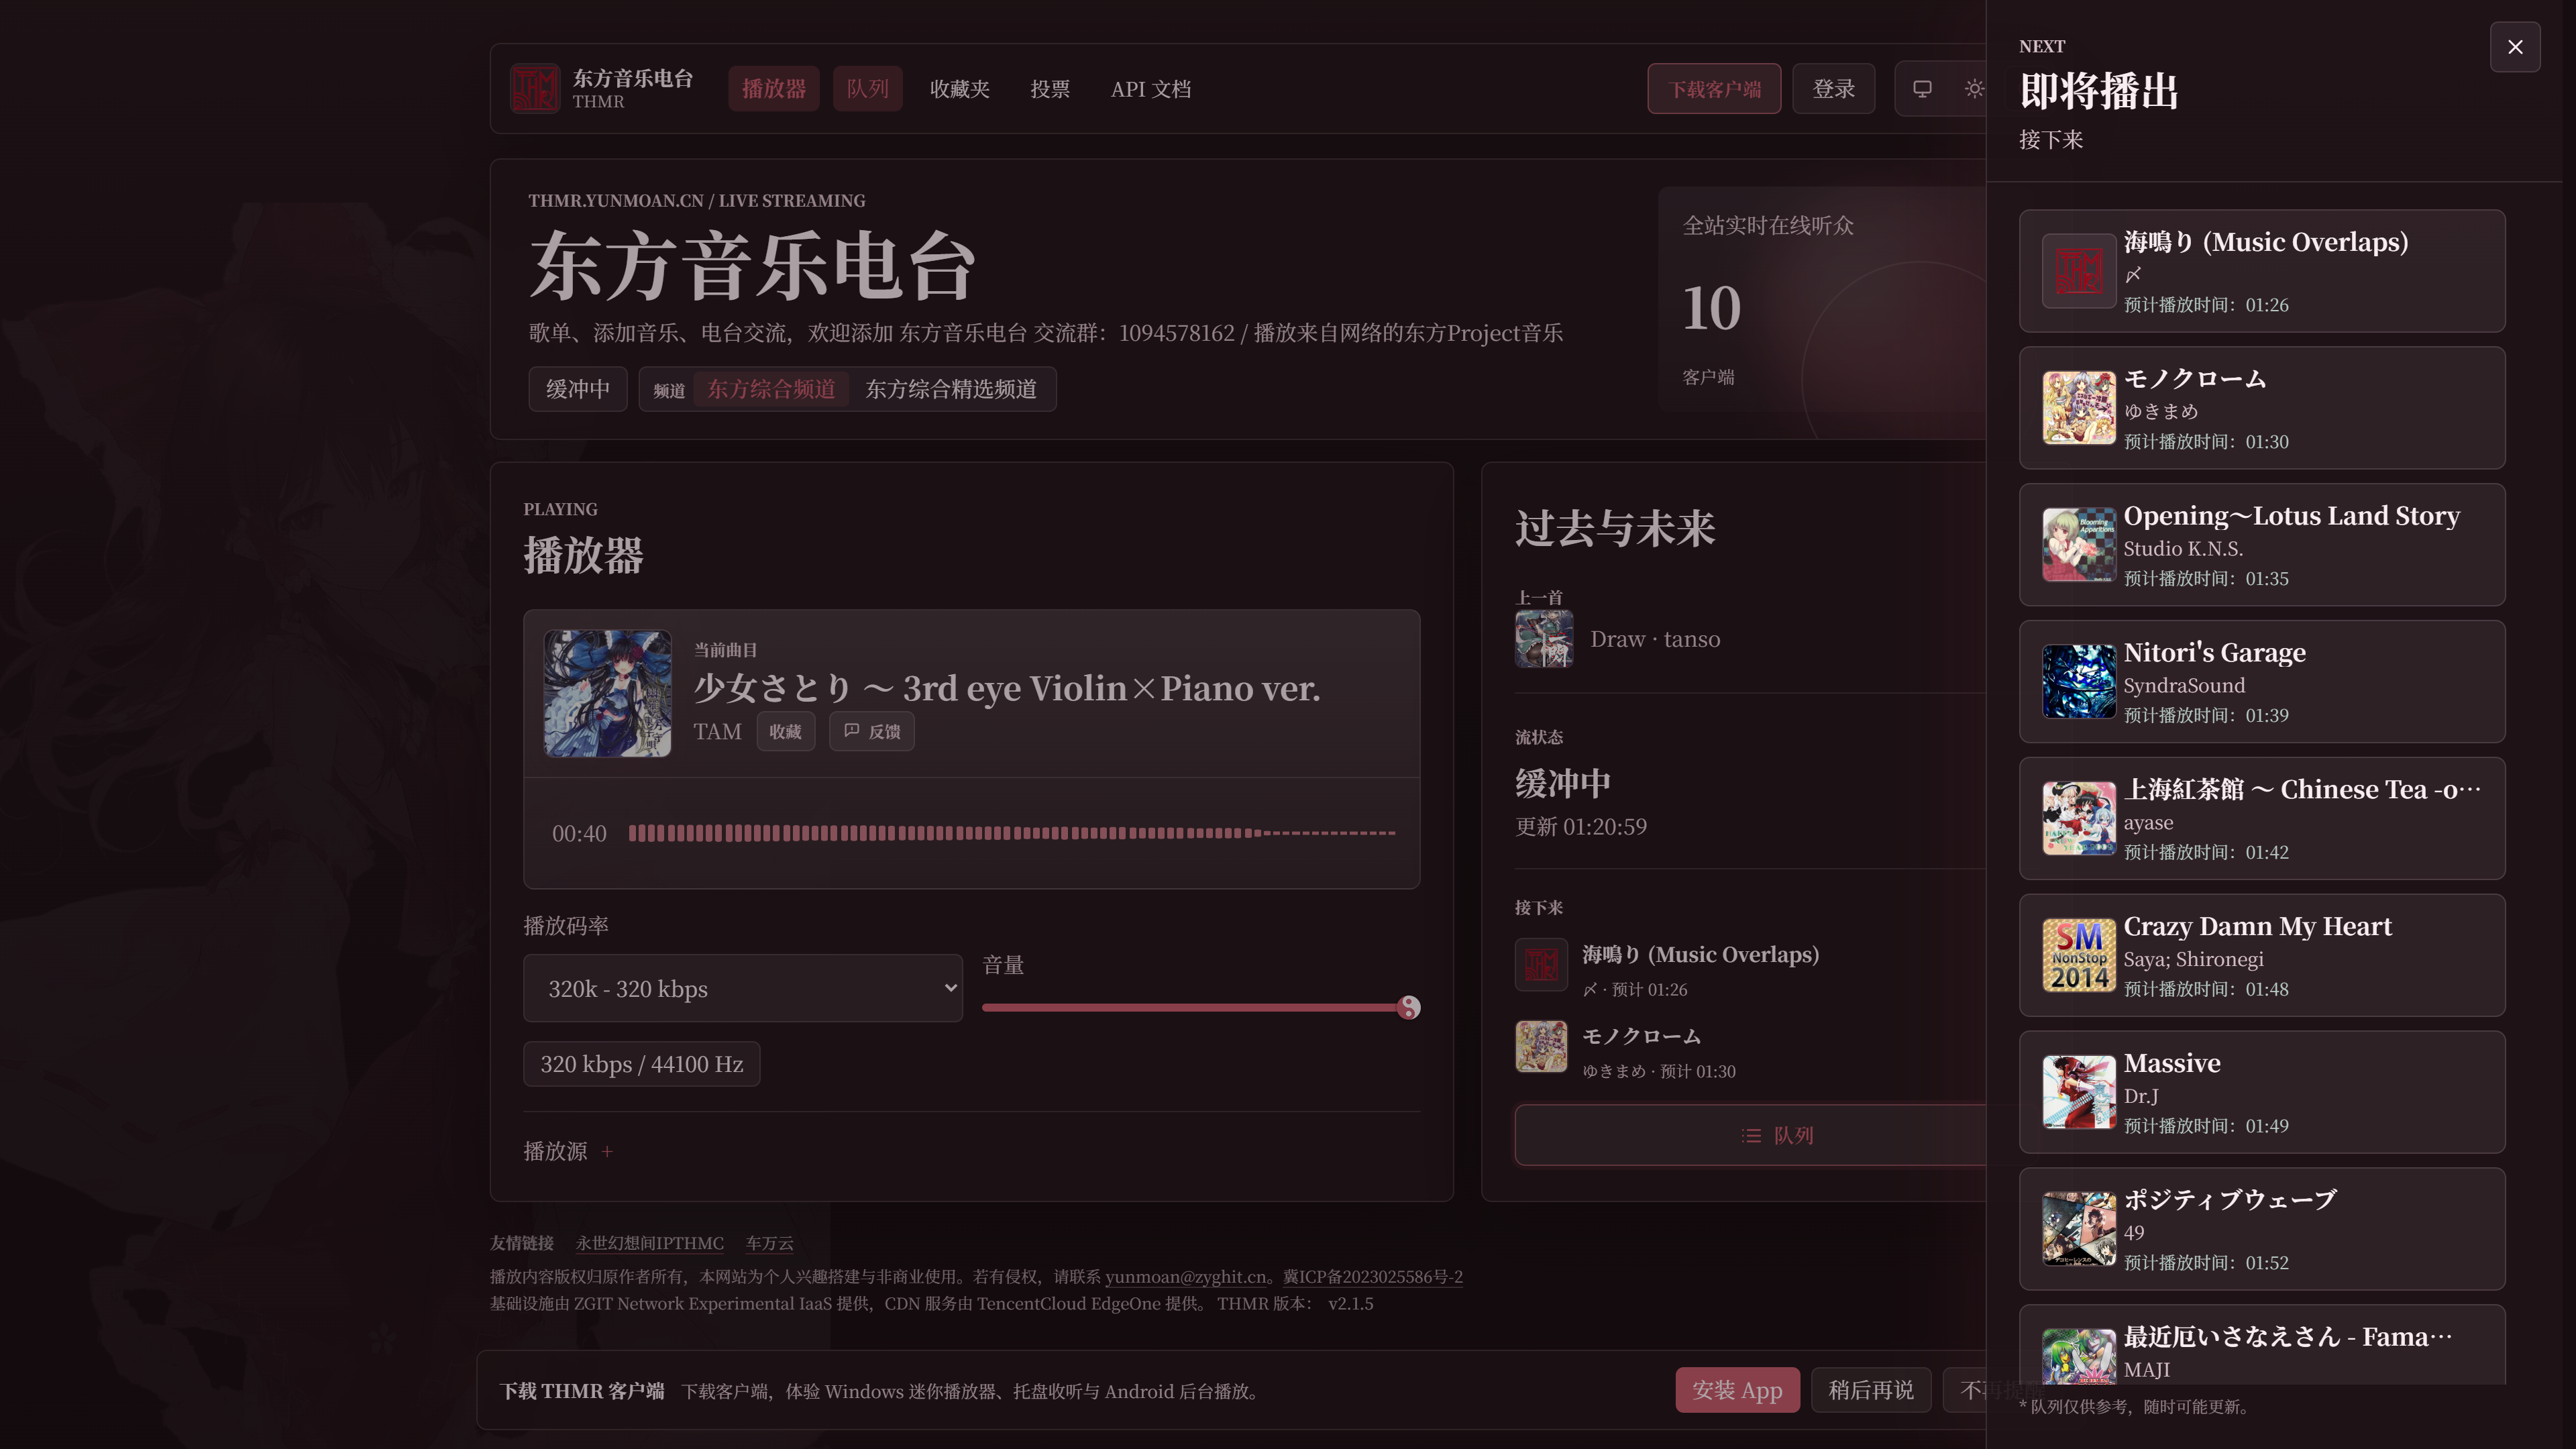 东方音乐电台
THMR
播放器
队列
收藏夹
投票
API 文档
下载客户端
登录
THMR.YUNMOAN.CN / LIVE STREAMING
东方音乐电台
歌单、添加音乐、电台交流，欢迎添加 东方音乐电台 交流群：1094578162 / 播放来自网络的东方Project音乐
缓冲中
频道 东方综合频道 东方综合精选频道
全站实时在线听众
10
客户端
PLAYING
播放器
当前曲目
少女さとり ～ 3rd eye Violin×Piano ver.
TAM 收藏 反馈
00:40
播放码率
320k - 320 kbps
音量
320 kbps / 44100 Hz
播放源 +
过去与未来
上一首
Draw · tanso
流状态
缓冲中
更新 01:20:59
接下来
海鳴り (Music Overlaps)
〆 · 预计 01:26
モノクローム
ゆきまめ · 预计 01:30
队列
友情链接 永世幻想间IPTHMC 车万云
播放内容版权归原作者所有，本网站为个人兴趣搭建与非商业使用。若有侵权，请联系 yunmoan@zyghit.cn。冀ICP备2023025586号-2
基础设施由 ZGIT Network Experimental IaaS 提供，CDN 服务由 TencentCloud EdgeOne 提供。 THMR 版本： v2.1.5
下载 THMR 客户端 下载客户端，体验 Windows 迷你播放器、托盘收听与 Android 后台播放。
安装 App
稍后再说
不再提醒
NEXT
即将播出
接下来
海鳴り (Music Overlaps)
〆
预计播放时间：01:26
モノクローム
ゆきまめ
预计播放时间：01:30
Opening～Lotus Land Story
Studio K.N.S.
预计播放时间：01:35
Nitori's Garage
SyndraSound
预计播放时间：01:39
上海紅茶館 ～ Chinese Tea -o…
ayase
预计播放时间：01:42
SM
NonStop
2014
Crazy Damn My Heart
Saya; Shironegi
预计播放时间：01:48
Massive
Dr.J
预计播放时间：01:49
ポジティブウェーブ
49
预计播放时间：01:52
最近厄いさなえさん - Fama…
MAJI
* 队列仅供参考，随时可能更新。